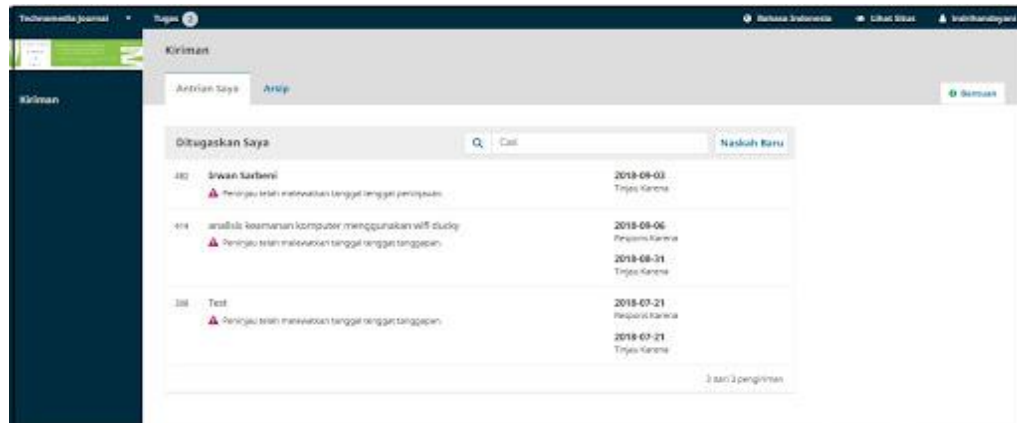 Technomedia Journal Tugas 2 Bahasa Indonesia Lihat Situs Indrihandayani
Kiriman
Antrian Saya Arsip
Kiriman
Bantuan
Ditugaskan Saya Cari Naskah Baru
Irwan Sarbeni 2018-09-03
Peninjau telah melewatkan tanggal tenggat peninjauan. Tinjau Karena
analisis keamanan komputer menggunakan wifi ducky 2018-09-06
Peninjau telah melewatkan tanggal tenggat tanggapan. Respons Karena
2018-08-31
Tinjau Karena
Test 2018-07-21
Peninjau telah melewatkan tanggal tenggat tanggapan. Respons Karena
2018-07-21
Tinjau Karena
3 dari 3 pengiriman